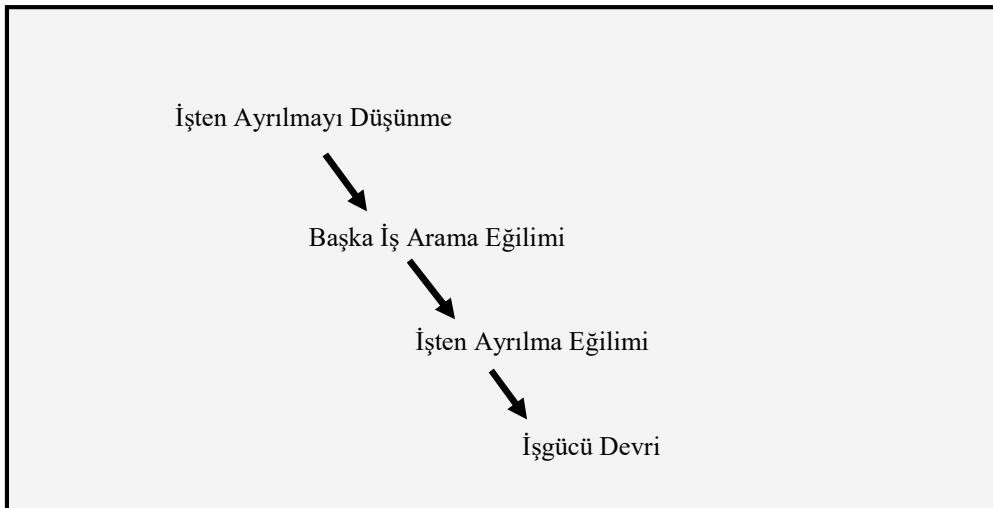 İşten Ayrılmayı Düşünme
Başka İş Arama Eğilimi
İşten Ayrılma Eğilimi
İşgücü Devri